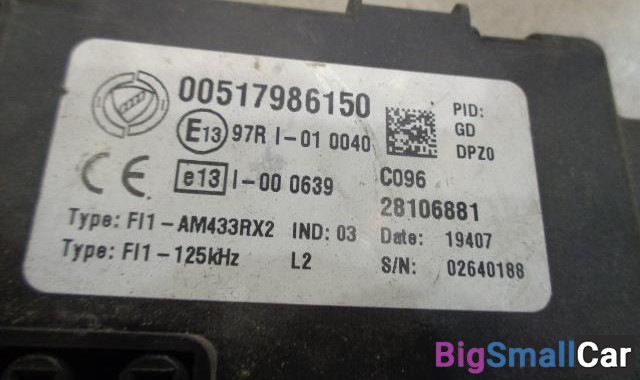 00517986150
PID:
GD
DPZ0
E13 97R I-01 0040
CE e13 I-00 0639
C096
28106881
Type: FI1-AM433RX2 IND: 03 Date: 19407
Type: FI1-125kHz L2 S/N: 02640188
BigSmallCar